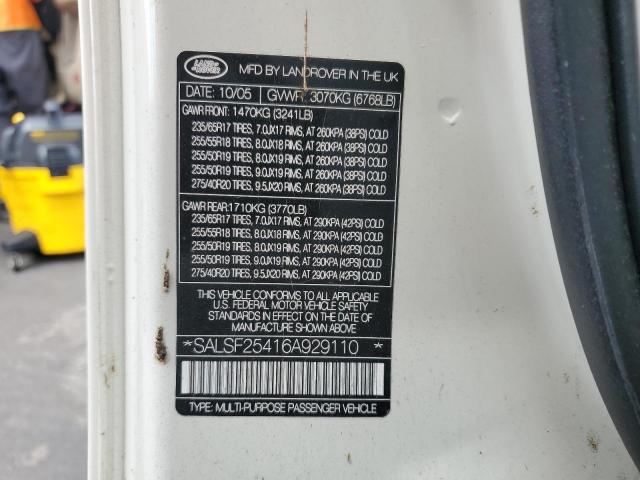 LAND ROVER
MFD BY LANDROVER IN THE UK
DATE: 10/05 GVWR 3070KG (6768LB)
GAWR FRONT: 1470KG (3241LB)
235/65R17 TIRES, 7.0JX17 RIMS, AT 260KPA (38PSI) COLD
255/55R18 TIRES, 8.0JX18 RIMS, AT 260KPA (38PSI) COLD
255/50R19 TIRES, 8.0JX19 RIMS, AT 260KPA (38PSI) COLD
255/50R19 TIRES, 9.0JX19 RIMS, AT 260KPA (38PSI) COLD
275/40R20 TIRES, 9.5JX20 RIMS, AT 260KPA (38PSI) COLD
GAWR REAR: 1710KG (3770LB)
235/65R17 TIRES, 7.0JX17 RIMS, AT 290KPA (42PSI) COLD
255/55R18 TIRES, 8.0JX18 RIMS, AT 290KPA (42PSI) COLD
255/50R19 TIRES, 8.0JX19 RIMS, AT 290KPA (42PSI) COLD
255/50R19 TIRES, 9.0JX19 RIMS, AT 290KPA (42PSI) COLD
275/40R20 TIRES, 9.5JX20 RIMS, AT 290KPA (42PSI) COLD
THIS VEHICLE CONFORMS TO ALL APPLICABLE
U.S. FEDERAL MOTOR VEHICLE SAFETY
STANDARDS IN EFFECT ON THE DATE OF
MANUFACTURE SHOWN ABOVE
*SALSF25416A929110*
TYPE: MULTI-PURPOSE PASSENGER VEHICLE